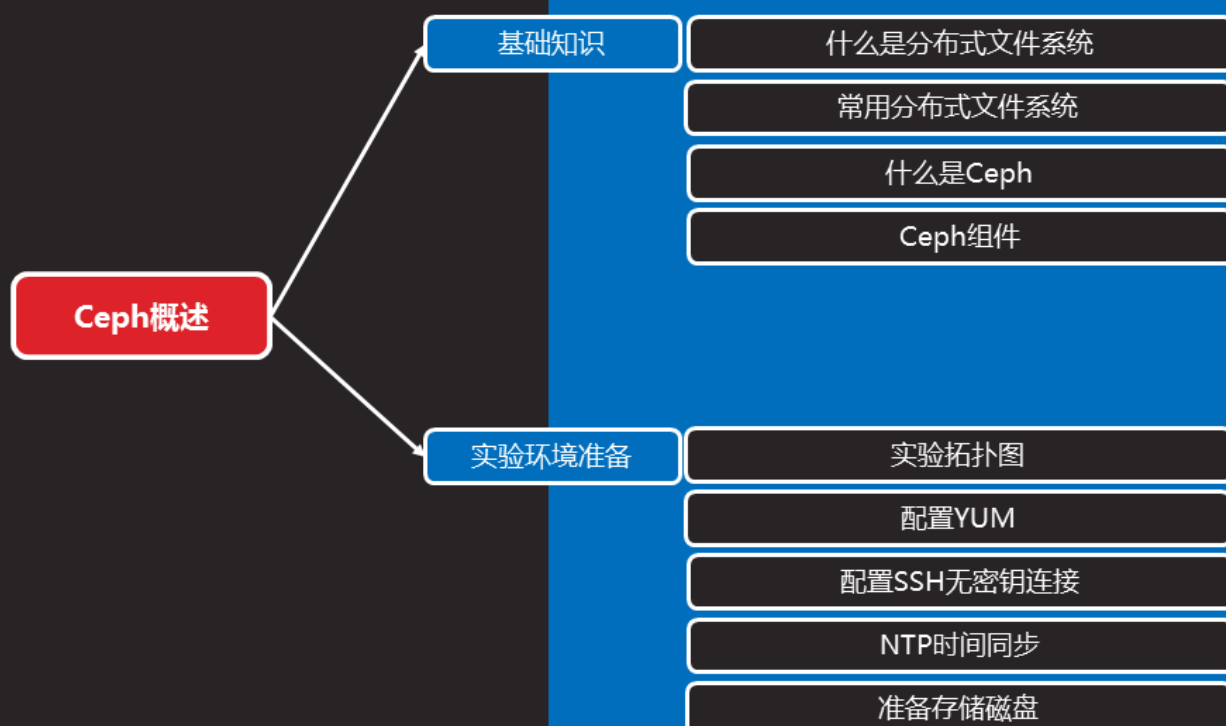 Ceph概述
基础知识
什么是分布式文件系统
常用分布式文件系统
什么是Ceph
Ceph组件
实验环境准备
实验拓扑图
配置YUM
配置SSH无密钥连接
NTP时间同步
准备存储磁盘